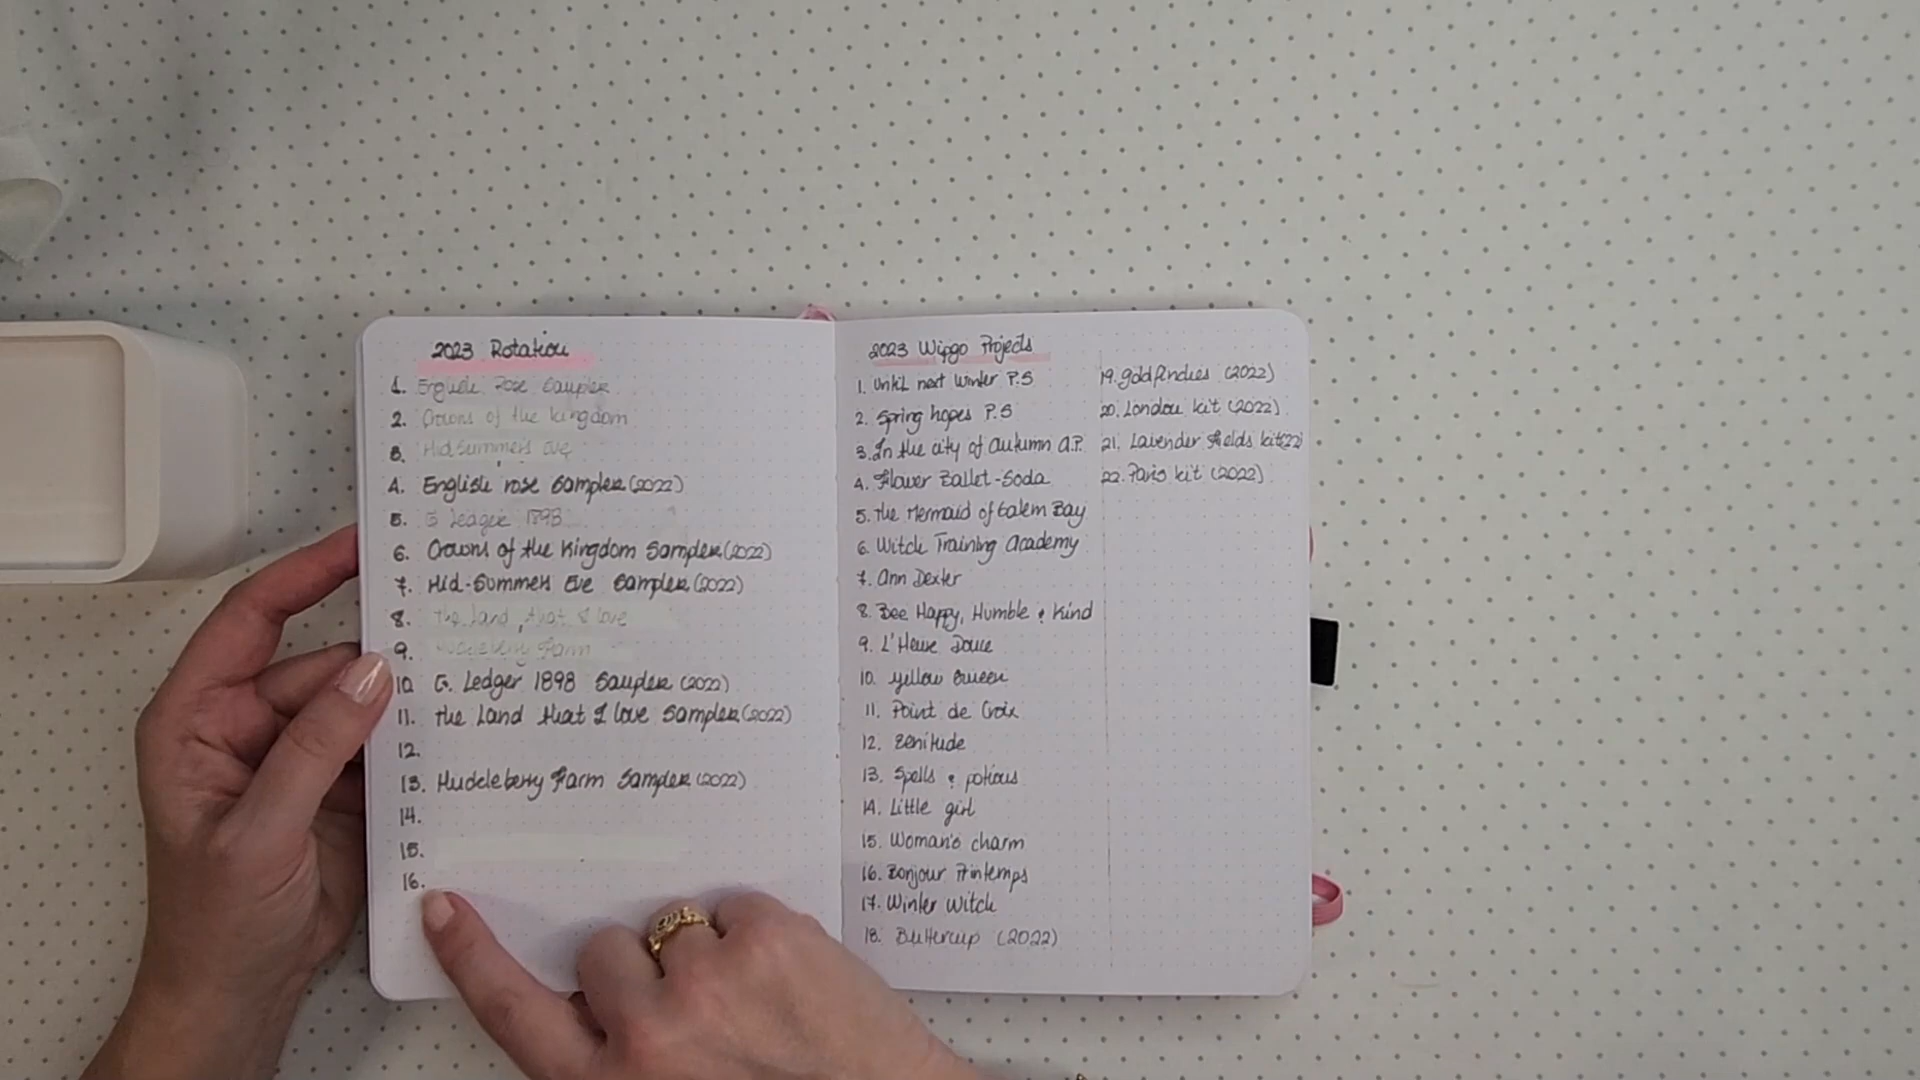 2023 Rotation
1. English Rose Sampler
2. Crowns of the kingdom
3. Mid Summers Eve
4. English rose Sampler (2022)
5. G Ledger 1898
6. Crowns of the Kingdom Sampler (2022)
7. Mid-Summers Eve Sampler (2022)
8. The land that I love
9. Huckleberry Farm
10 G. Ledger 1898 Sampler (2022)
11. the Land that I love Sampler (2022)
12.
13. Huckleberry Farm Sampler (2022)
14.
15.
16.
2023 Wipgo Projects
1. Until next Winter P.S
2. Spring hopes P.S
3. In the city of autumn A.P.
4. Flower Ballet-Soda
5. the Mermaid of Salem Bay
6. Witch Training Academy
7. Ann Dexter
8. Bee Happy, Humble & Kind
9. L'Heure Douce
10. yellow Queen
11. Point de Croix
12. Zenitude
13. Spells & potions
14. Little girl
15. Woman's charm
16. Bonjour Printemps
17. Winter Witch
18. Buttercup (2022)
19. (2022)
20. London kit (2022)
21. Lavender fields kit (22)
22. Paris kit (2022)